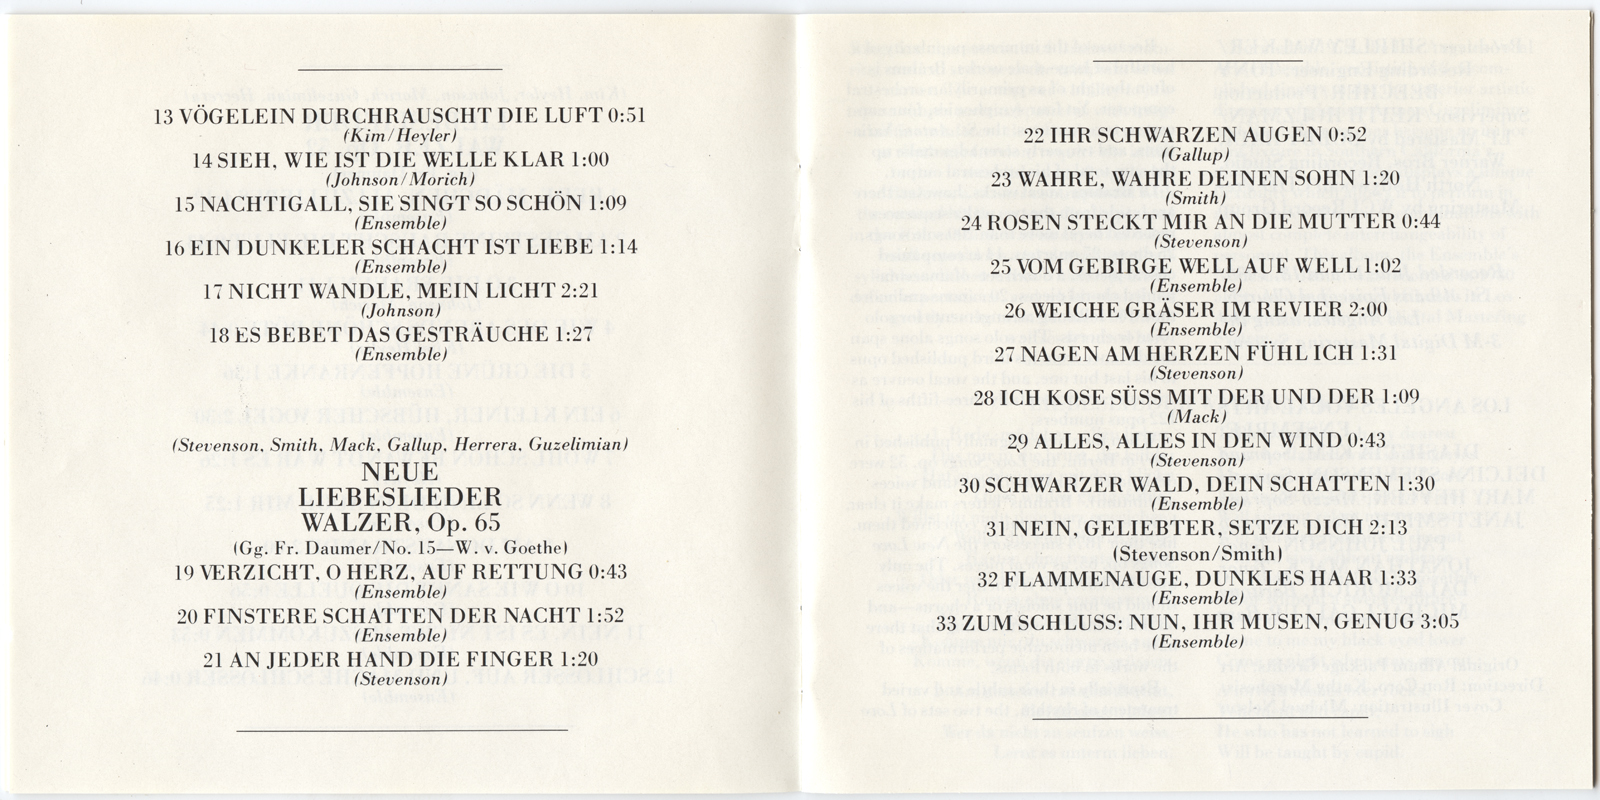 13 VÖGELEIN DURCHRAUSCHT DIE LUFT 0:51
(Kim/Heyler)
14 SIEH, WIE IST DIE WELLE KLAR 1:00
(Johnson/Morich)
15 NACHTIGALL, SIE SINGT SO SCHÖN 1:09
(Ensemble)
16 EIN DUNKELER SCHACHT IST LIEBE 1:14
(Ensemble)
17 NICHT WANDLE, MEIN LICHT 2:21
(Johnson)
18 ES BEBET DAS GESTRÄUCHE 1:27
(Ensemble)
(Stevenson, Smith, Mack, Gallup, Herrera, Guzelimian)
NEUE
LIEBESLIEDER
WALZER, Op. 65
(Gg. Fr. Daumer/No. 15—W. v. Goethe)
19 VERZICHT, O HERZ, AUF RETTUNG 0:43
(Ensemble)
20 FINSTERE SCHATTEN DER NACHT 1:52
(Ensemble)
21 AN JEDER HAND DIE FINGER 1:20
(Stevenson)
22 IHR SCHWARZEN AUGEN 0:52
(Gallup)
23 WAHRE, WAHRE DEINEN SOHN 1:20
(Smith)
24 ROSEN STECKT MIR AN DIE MUTTER 0:44
(Stevenson)
25 VOM GEBIRGE WELL AUF WELL 1:02
(Ensemble)
26 WEICHE GRÄSER IM REVIER 2:00
(Ensemble)
27 NAGEN AM HERZEN FÜHL ICH 1:31
(Stevenson)
28 ICH KOSE SÜSS MIT DER UND DER 1:09
(Mack)
29 ALLES, ALLES IN DEN WIND 0:43
(Stevenson)
30 SCHWARZER WALD, DEIN SCHATTEN 1:30
(Ensemble)
31 NEIN, GELIEBTER, SETZE DICH 2:13
(Stevenson/Smith)
32 FLAMMENAUGE, DUNKLES HAAR 1:33
(Ensemble)
33 ZUM SCHLUSS: NUN, IHR MUSEN, GENUG 3:05
(Ensemble)